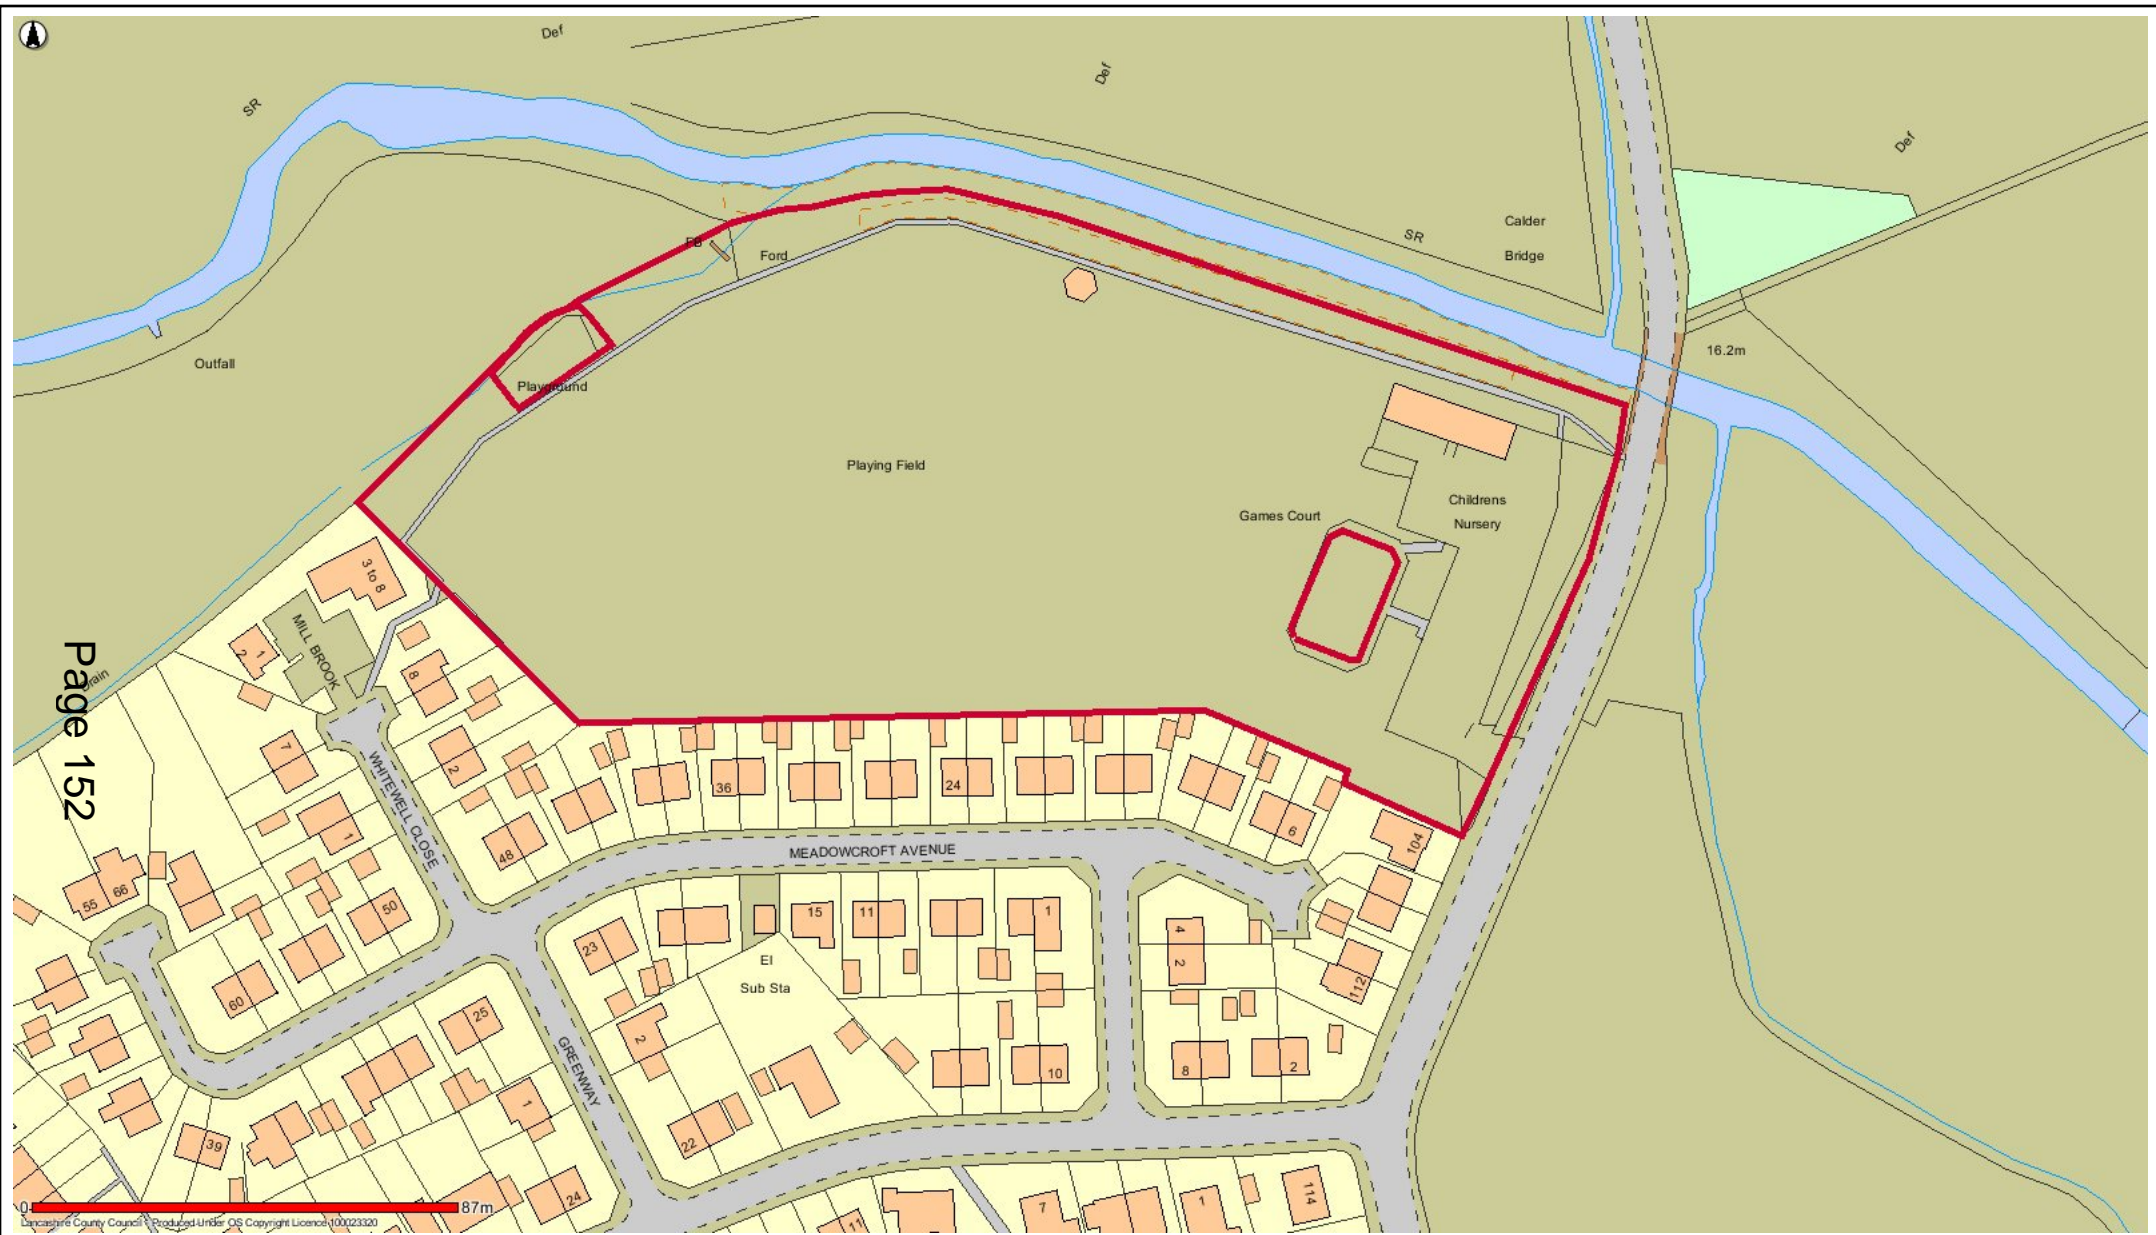 Def
Def
SR
Def
Calder
Bridge
SR
FB
Ford
16.2m
Outfall
Playground
Playing Field
Childrens
Nursery
Games Court
3 to 8
MILL BROOK
1
2
8
Drain
Page 152
7
2
WHITEWELL CLOSE
36
24
1
48
6
104
MEADOWCROFT AVENUE
66
55
50
23
15
11
1
4
2
El
Sub Sta
112
60
25
2
GREENWAY
10
8
2
1
39
22
24
7
1
114
11
0
87m
Lancashire County Council - Produced Under OS Copyright Licence 100023320